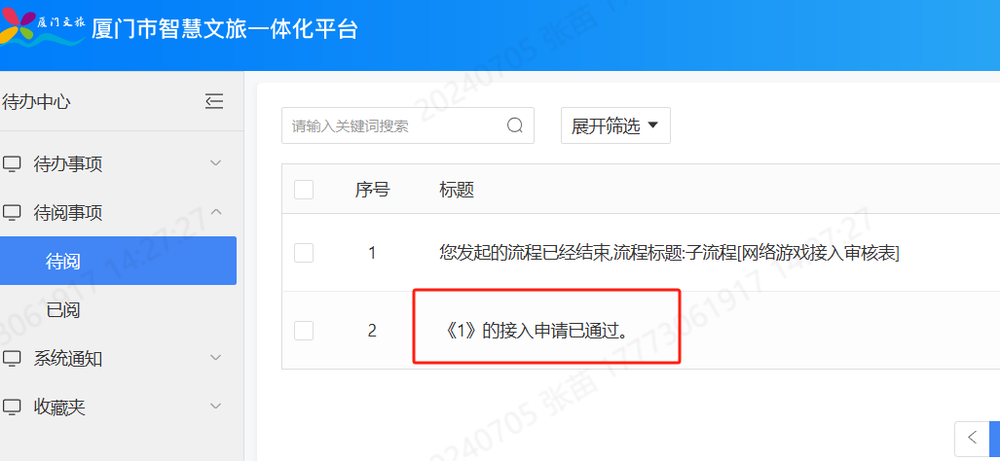 厦门文旅
厦门市智慧文旅一体化平台
待办中心
待办事项
待阅事项
待阅
已阅
系统通知
收藏夹
请输入关键词搜索
展开筛选
序号 标题
1 您发起的流程已经结束,流程标题:子流程[网络游戏接入审核表]
2 《1》的接入申请已通过。
20240705 张苗
3061917 14:27:27
20240705 张苗 17773061917 14:27:27